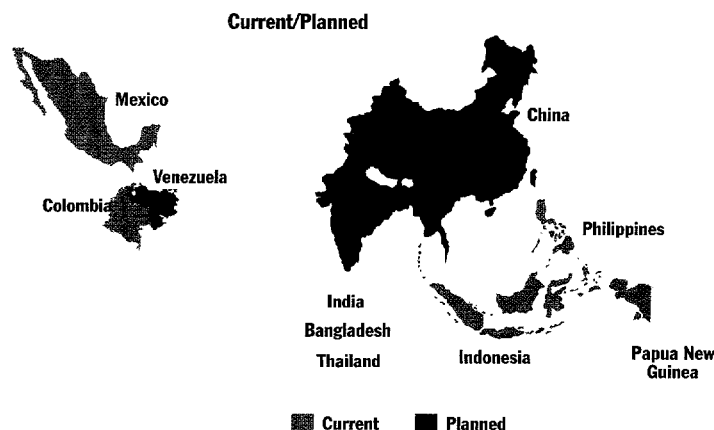 Current/Planned
Mexico
China
Venezuela
Colombia
Philippines
India
Bangladesh
Thailand
Indonesia
Papua New
Guinea
Current
Planned